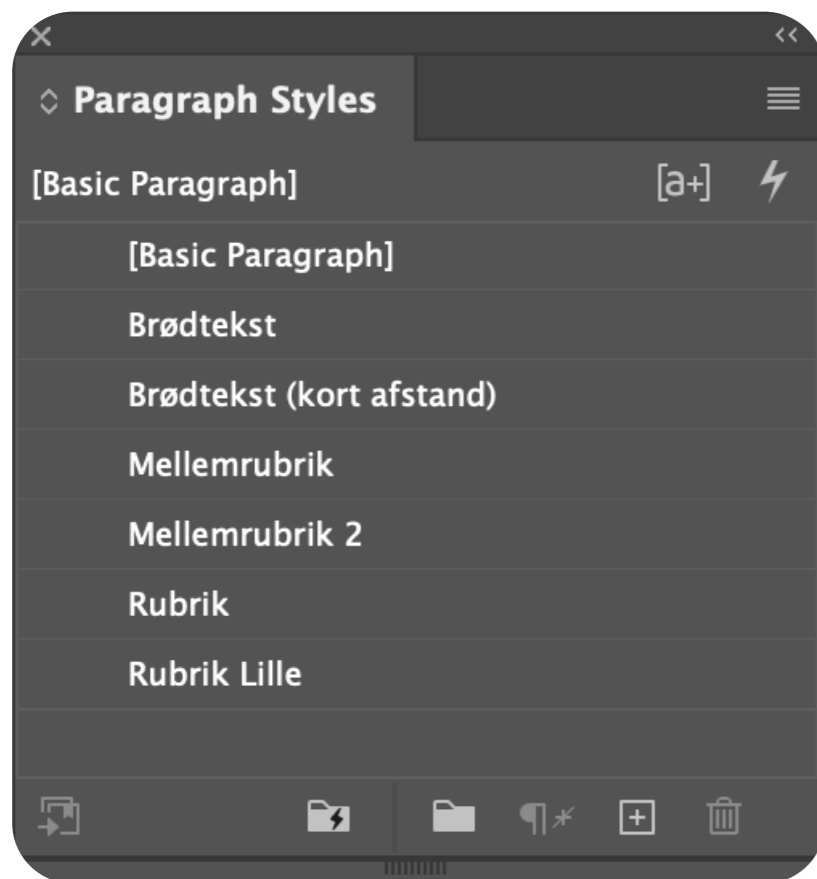 Paragraph Styles
[Basic Paragraph]
[a+]
[Basic Paragraph]
Brødtekst
Brødtekst (kort afstand)
Mellemrubrik
Mellemrubrik 2
Rubrik
Rubrik Lille